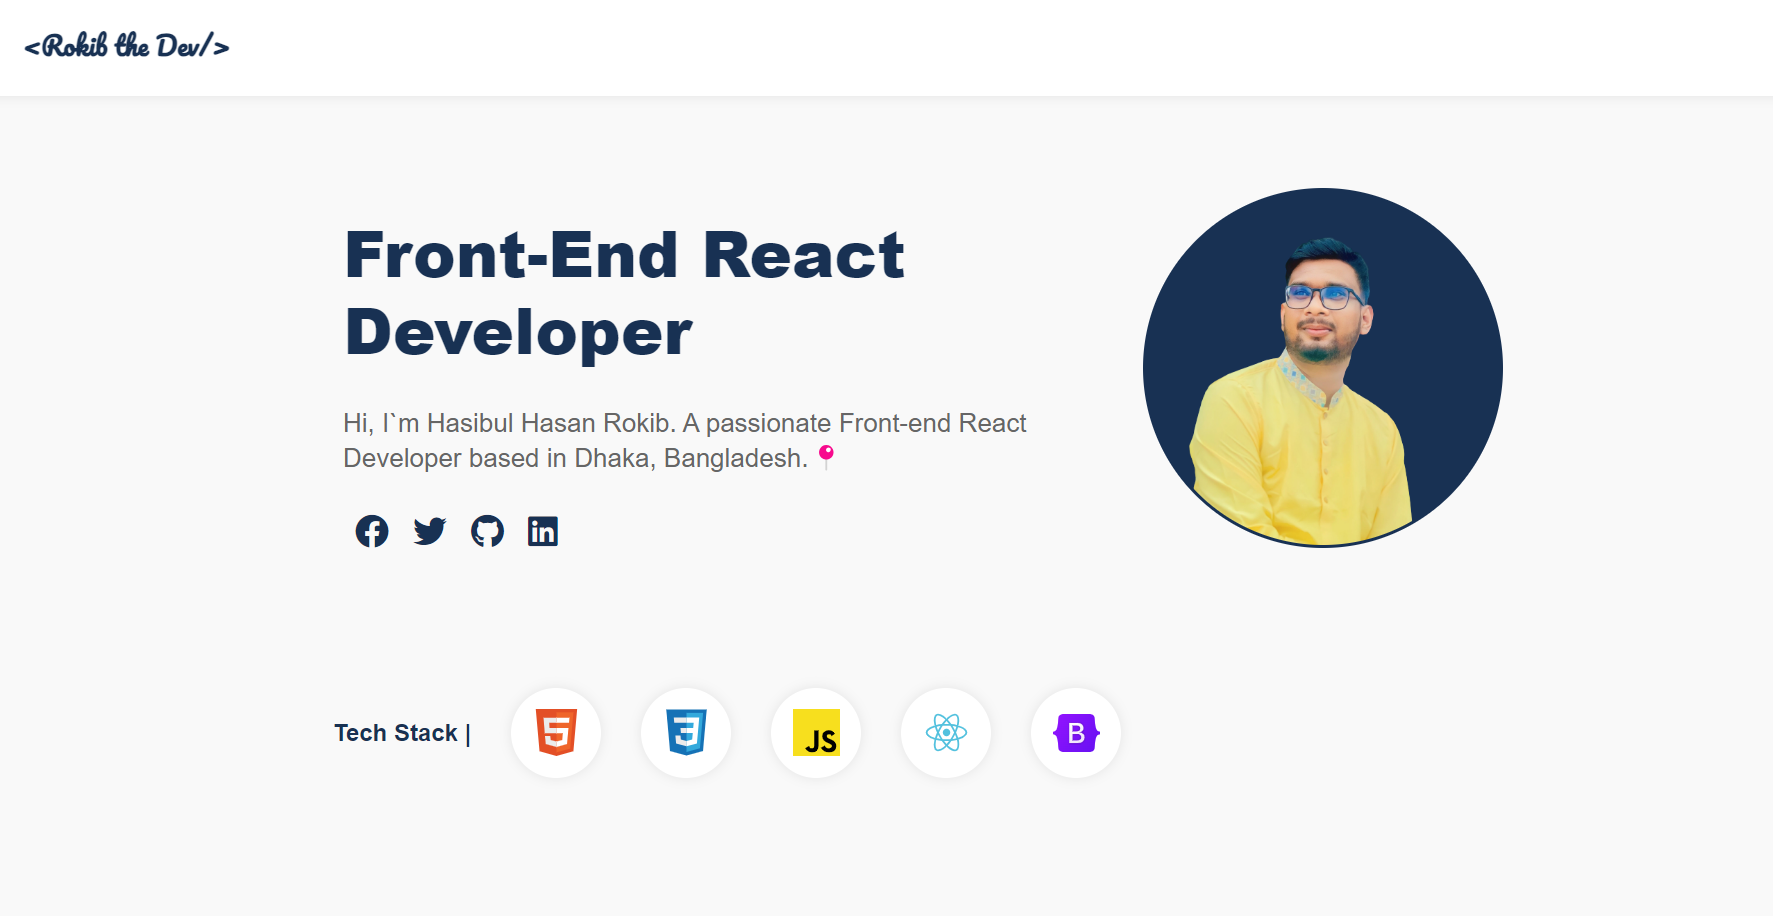 <Rokib the Dev/>
Front-End React
Developer
Hi, I`m Hasibul Hasan Rokib. A passionate Front-end React
Developer based in Dhaka, Bangladesh. 📍
Tech Stack |
5
3
JS
B